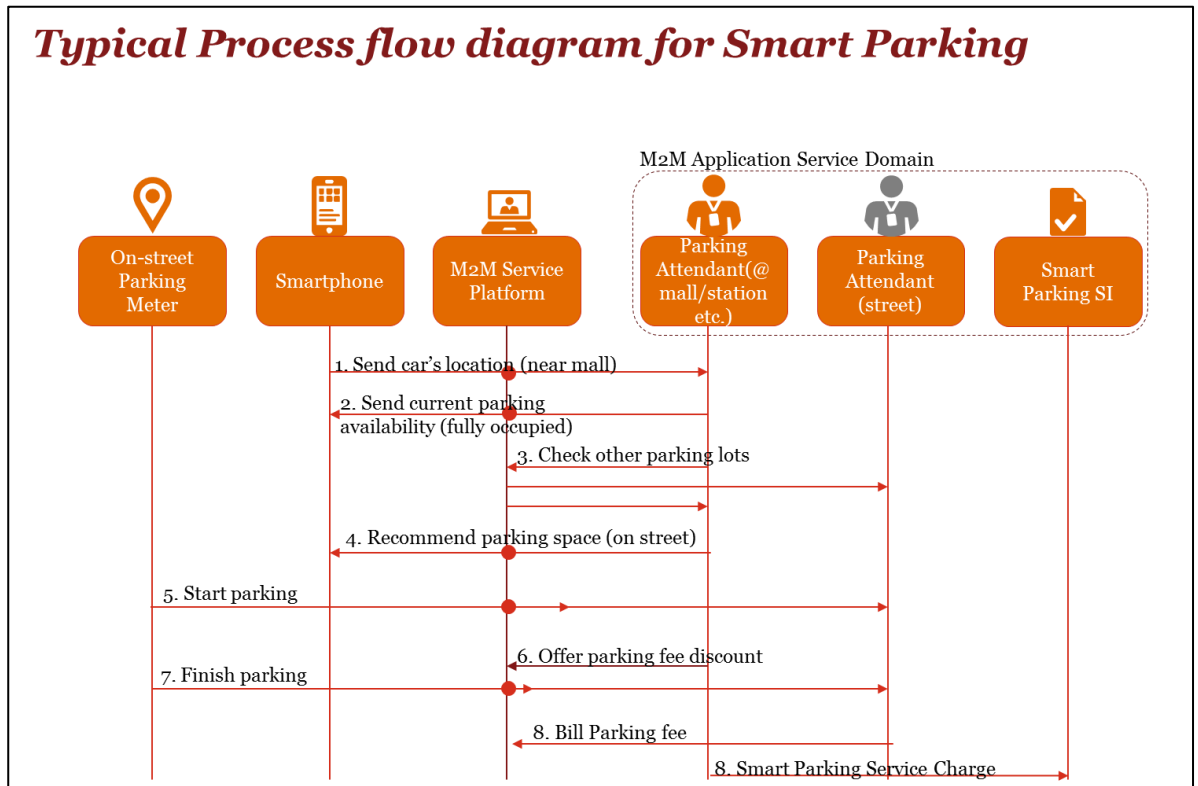 Typical Process flow diagram for Smart Parking
M2M Application Service Domain
On-street
Parking
Meter
Smartphone
M2M Service
Platform
Parking
Attendant(@
mall/station
etc.)
Parking
Attendant
(street)
Smart
Parking SI
1. Send car’s location (near mall)
2. Send current parking
availability (fully occupied)
3. Check other parking lots
4. Recommend parking space (on street)
5. Start parking
6. Offer parking fee discount
7. Finish parking
8. Bill Parking fee
8. Smart Parking Service Charge